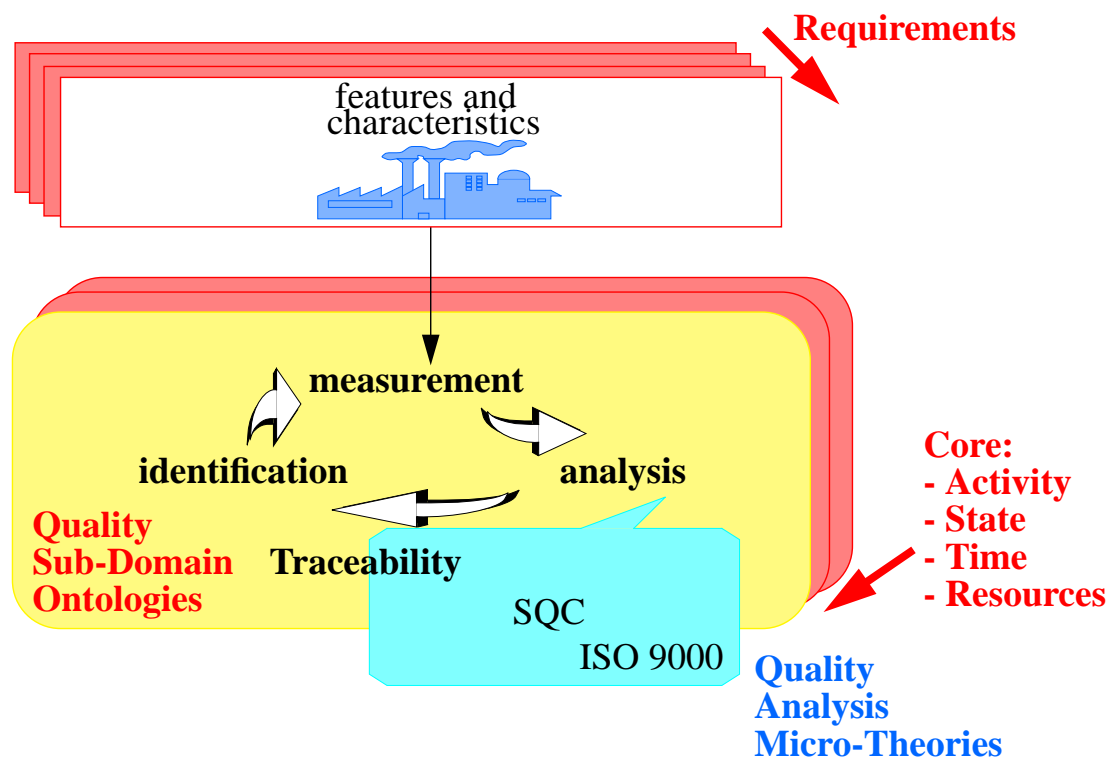 Requirements
features and
characteristics
measurement
identification
analysis
Core:
- Activity
- State
- Time
- Resources
Quality
Sub-Domain
Ontologies
Traceability
SQC
ISO 9000
Quality
Analysis
Micro-Theories